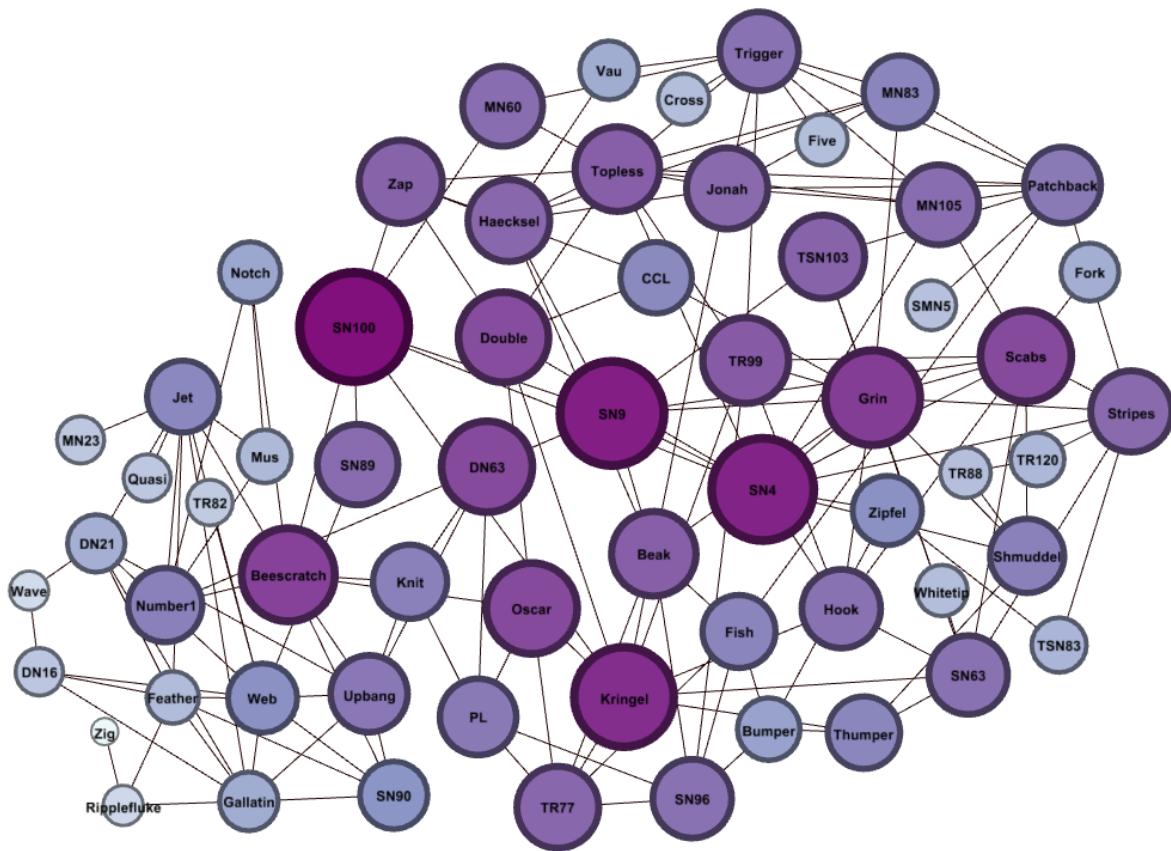 Trigger
Vau
MN83
Cross
MN60
Five
Topless
Zap
Jonah
Patchback
MN105
Haecksel
TSN103
Notch
CCL
Fork
SMN5
SN100
Double
TR99
Scabs
Jet
Grin
SN9
Stripes
MN23
Mus
SN89
DN63
Quasi
TR88
TR120
SN4
TR82
Zipfel
DN21
Beak
Shmuddel
Beescratch
Knit
Wave
Whitetip
Number1
Oscar
Hook
Fish
TSN83
DN16
SN63
Feather
Web
Upbang
Kringel
PL
Bumper
Thumper
Zig
SN90
SN96
Gallatin
Ripplefluke
TR77